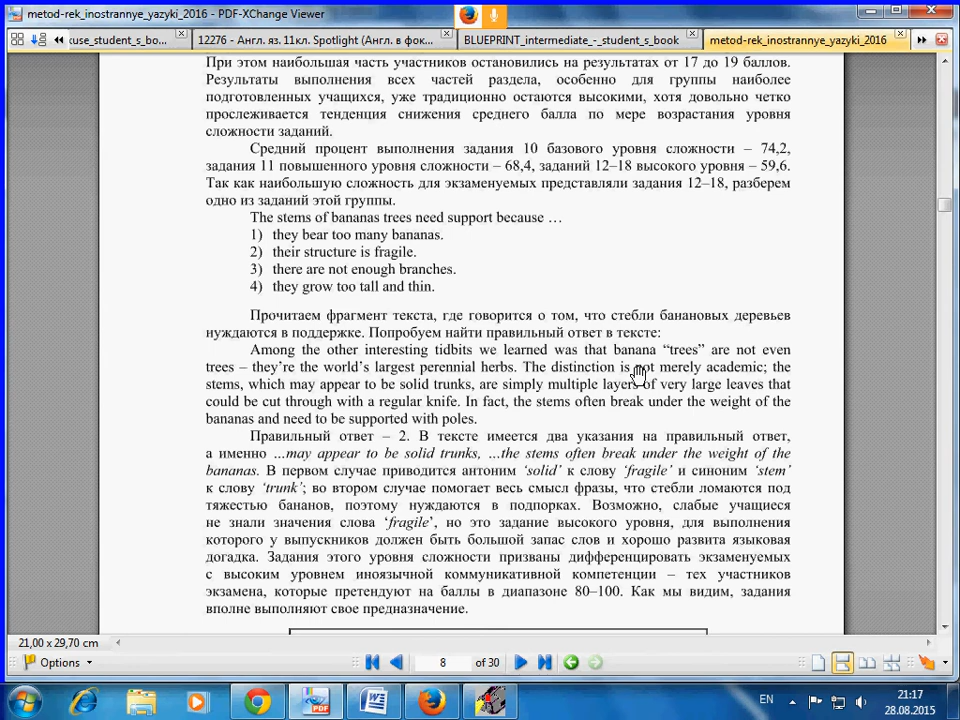 metod-rek_inostrannye_yazyki_2016 - PDF-XChange Viewer
kuse_student_s_bo...
12276 - Англ. яз. 11кл. Spotlight (Англ. в фок...
BLUEPRINT_intermediate_-_student_s_book
metod-rek_inostrannye_yazyki_2016
При этом наибольшая часть участников остановились на результатах от 17 до 19 баллов.
Результаты выполнения всех частей раздела, особенно для группы наиболее
подготовленных учащихся, уже традиционно остаются высокими, хотя довольно четко
прослеживается тенденция снижения среднего балла по мере возрастания уровня
сложности заданий.
Средний процент выполнения задания 10 базового уровня сложности – 74,2,
задания 11 повышенного уровня сложности – 68,4, заданий 12–18 высокого уровня – 59,6.
Так как наибольшую сложность для экзаменуемых представляли задания 12–18, разберем
одно из заданий этой группы.
The stems of bananas trees need support because …
1) they bear too many bananas.
2) their structure is fragile.
3) there are not enough branches.
4) they grow too tall and thin.
Прочитаем фрагмент текста, где говорится о том, что стебли банановых деревьев
нуждаются в поддержке. Попробуем найти правильный ответ в тексте:
Among the other interesting tidbits we learned was that banana “trees” are not even
trees – they’re the world’s largest perennial herbs. The distinction is not merely academic; the
stems, which may appear to be solid trunks, are simply multiple layers of very large leaves that
could be cut through with a regular knife. In fact, the stems often break under the weight of the
bananas and need to be supported with poles.
Правильный ответ – 2. В тексте имеется два указания на правильный ответ,
а именно …may appear to be solid trunks, …the stems often break under the weight of the
bananas. В первом случае приводится антоним ‘solid’ к слову ‘fragile’ и синоним ‘stem’
к слову ‘trunk’; во втором случае помогает весь смысл фразы, что стебли ломаются под
тяжестью бананов, поэтому нуждаются в подпорках. Возможно, слабые учащиеся
не знали значения слова ‘fragile’, но это задание высокого уровня, для выполнения
которого у выпускников должен быть большой запас слов и хорошо развита языковая
догадка. Задания этого уровня сложности призваны дифференцировать экзаменуемых
с высоким уровнем иноязычной коммуникативной компетенции – тех участников
экзамена, которые претендуют на баллы в диапазоне 80–100. Как мы видим, задания
вполне выполняют свое предназначение.
21,00 x 29,70 cm
Options
8 of 30
EN
21:17
28.08.2015